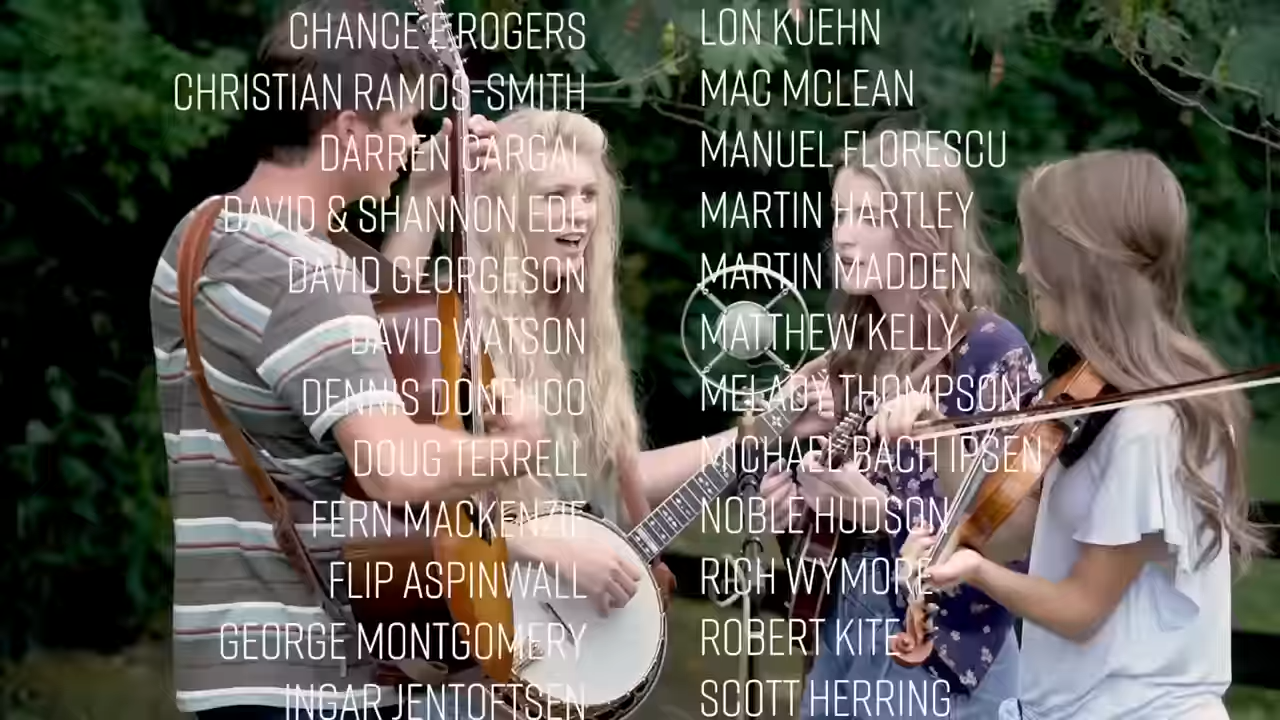 CHANCE E ROGERS
CHRISTIAN RAMOS-SMITH
DARREN CARGAL
DAVID & SHANNON EDE
DAVID GEORGESON
DAVID WATSON
DENNIS DONEHOO
DOUG TERRELL
FERN MACKENZIE
FLIP ASPINWALL
GEORGE MONTGOMERY
INGAR JENTOFTSEN
LON KUEHN
MAC MCLEAN
MANUEL FLORESCU
MARTIN HARTLEY
MARTIN MADDEN
MATTHEW KELLY
MELADY THOMPSON
MICHAEL BACH IPSEN
NOBLE HUDSON
RICH WYMORE
ROBERT KITE
SCOTT HERRING